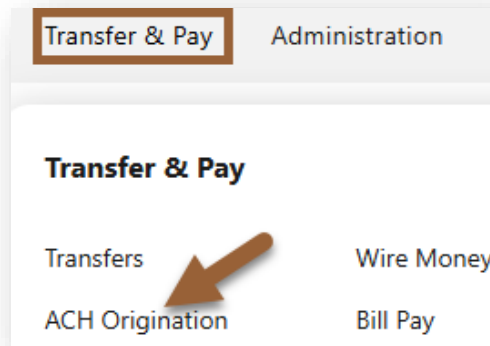 Transfer & Pay Administration
Transfer & Pay
Transfers Wire Money
ACH Origination Bill Pay